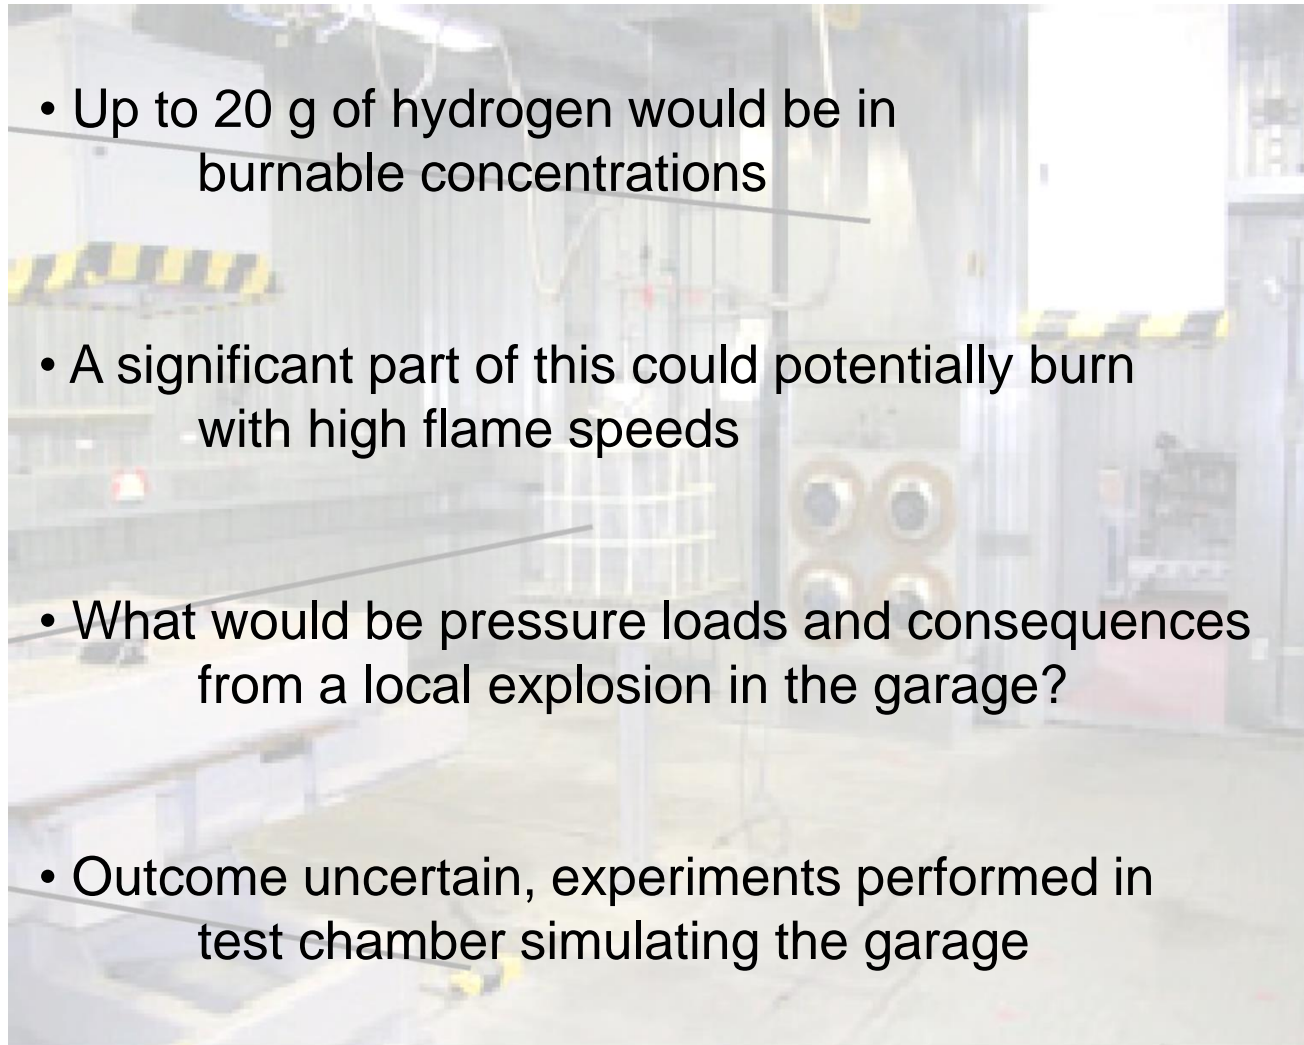 • Up to 20 g of hydrogen would be in
burnable concentrations
• A significant part of this could potentially burn
with high flame speeds
• What would be pressure loads and consequences
from a local explosion in the garage?
• Outcome uncertain, experiments performed in
test chamber simulating the garage